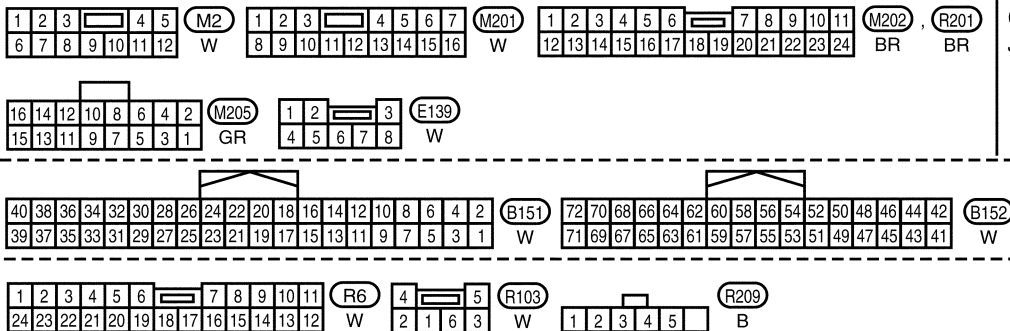 1 2 3 4 5 M2
6 7 8 9 10 11 12 W
1 2 3 4 5 6 7 M201
8 9 10 11 12 13 14 15 16 W
1 2 3 4 5 6 7 8 9 10 11 M202 , R201
12 13 14 15 16 17 18 19 20 21 22 23 24 BR BR
16 14 12 10 8 6 4 2 M205
15 13 11 9 7 5 3 1 GR
1 2 3 E139
4 5 6 7 8 W
40 38 36 34 32 30 28 26 24 22 20 18 16 14 12 10 8 6 4 2 B151
39 37 35 33 31 29 27 25 23 21 19 17 15 13 11 9 7 5 3 1 W
72 70 68 66 64 62 60 58 56 54 52 50 48 46 44 42 B152
71 69 67 65 63 61 59 57 55 53 51 49 47 45 43 41 W
1 2 3 4 5 6 7 8 9 10 11 R6
24 23 22 21 20 19 18 17 16 15 14 13 12 W
4 5 R103
2 1 6 3 W
R209
1 2 3 4 5 B